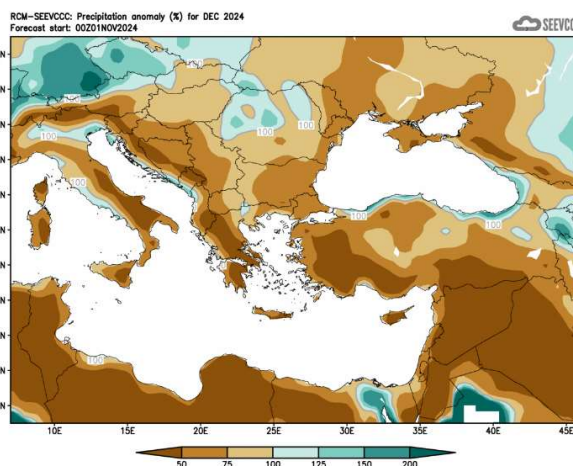 RCM-SEEVCCC: Precipitation anomaly (%) for DEC 2024
Forecast start: 00Z01NOV2024
SEEVCC
N
100
N
100
100
N
100
N
100
N
100
100
N
N
N
N
100
N
N
10E 15E 20E 25E 30E 35E 40E 45E
50 75 100 125 150 200